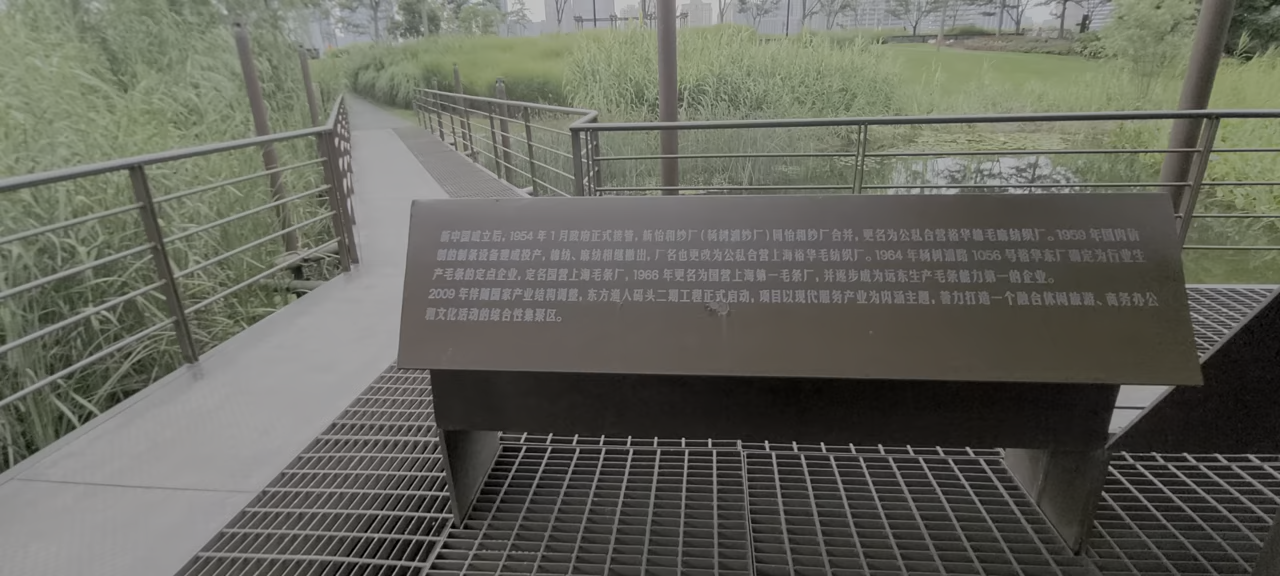 新中国成立后，1954 年 1 月政府正式接管，新怡和纱厂(杨树浦纱厂)同怡和纱厂合并，更名为公私合营裕华棉毛麻纺织厂。1958 年国内仿
制的制条设备建成投产，棉纺、麻纺相继撤出，厂名也更改为公私合营上海裕华毛纺织厂。1964 年杨树浦路 1056 号裕华东厂确定为行业生
产毛条的定点企业，定名国营上海毛条厂，1966 年更名为国营上海第一毛条厂，并逐步成为远东生产毛条能力第一的企业。
2009 年伴随国家产业结构调整，东方渔人码头二期工程正式启动，项目以现代服务产业为内涵主题，着力打造一个融合休闲旅游、商务办公
和文化活动的综合性集聚区。